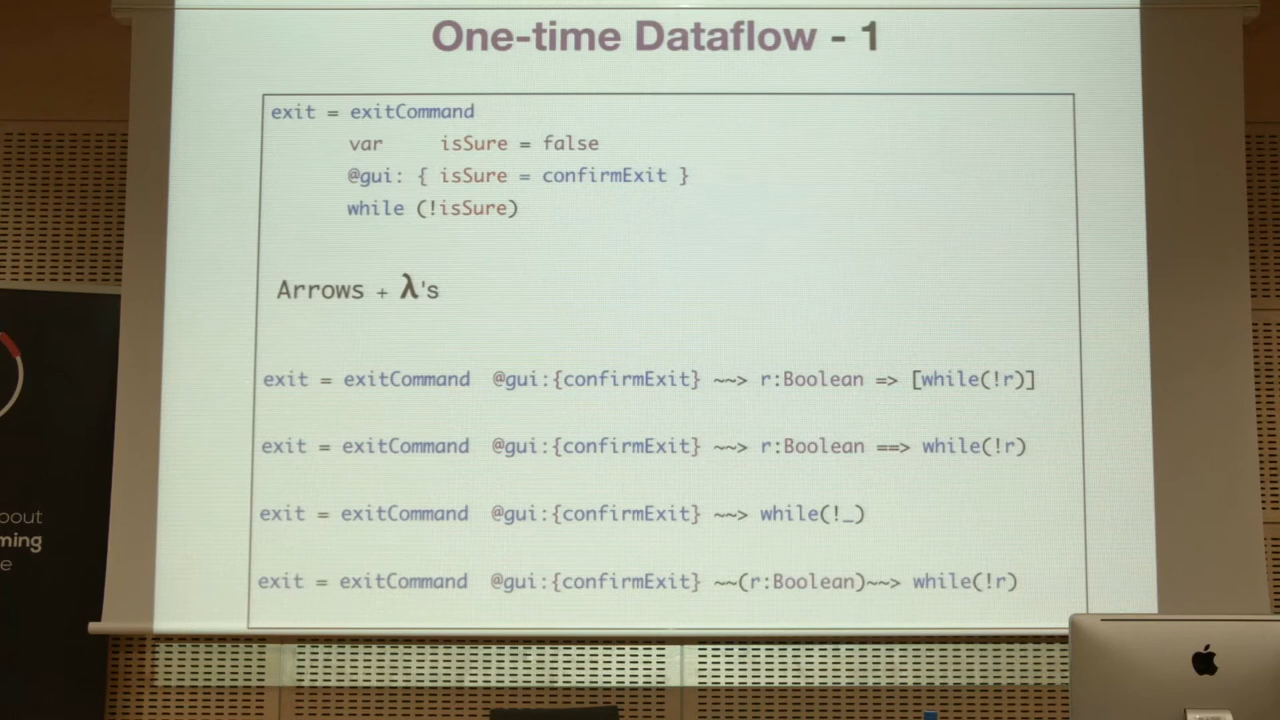 One-time Dataflow - 1
exit = exitCommand
var isSure = false
@gui: { isSure = confirmExit }
while (!isSure)
Arrows + λ's
exit = exitCommand @gui:{confirmExit} ~~> r:Boolean => [while(!r)]
exit = exitCommand @gui:{confirmExit} ~~> r:Boolean ==> while(!r)
exit = exitCommand @gui:{confirmExit} ~~> while(!_)
exit = exitCommand @gui:{confirmExit} ~~(r:Boolean)~~> while(!r)